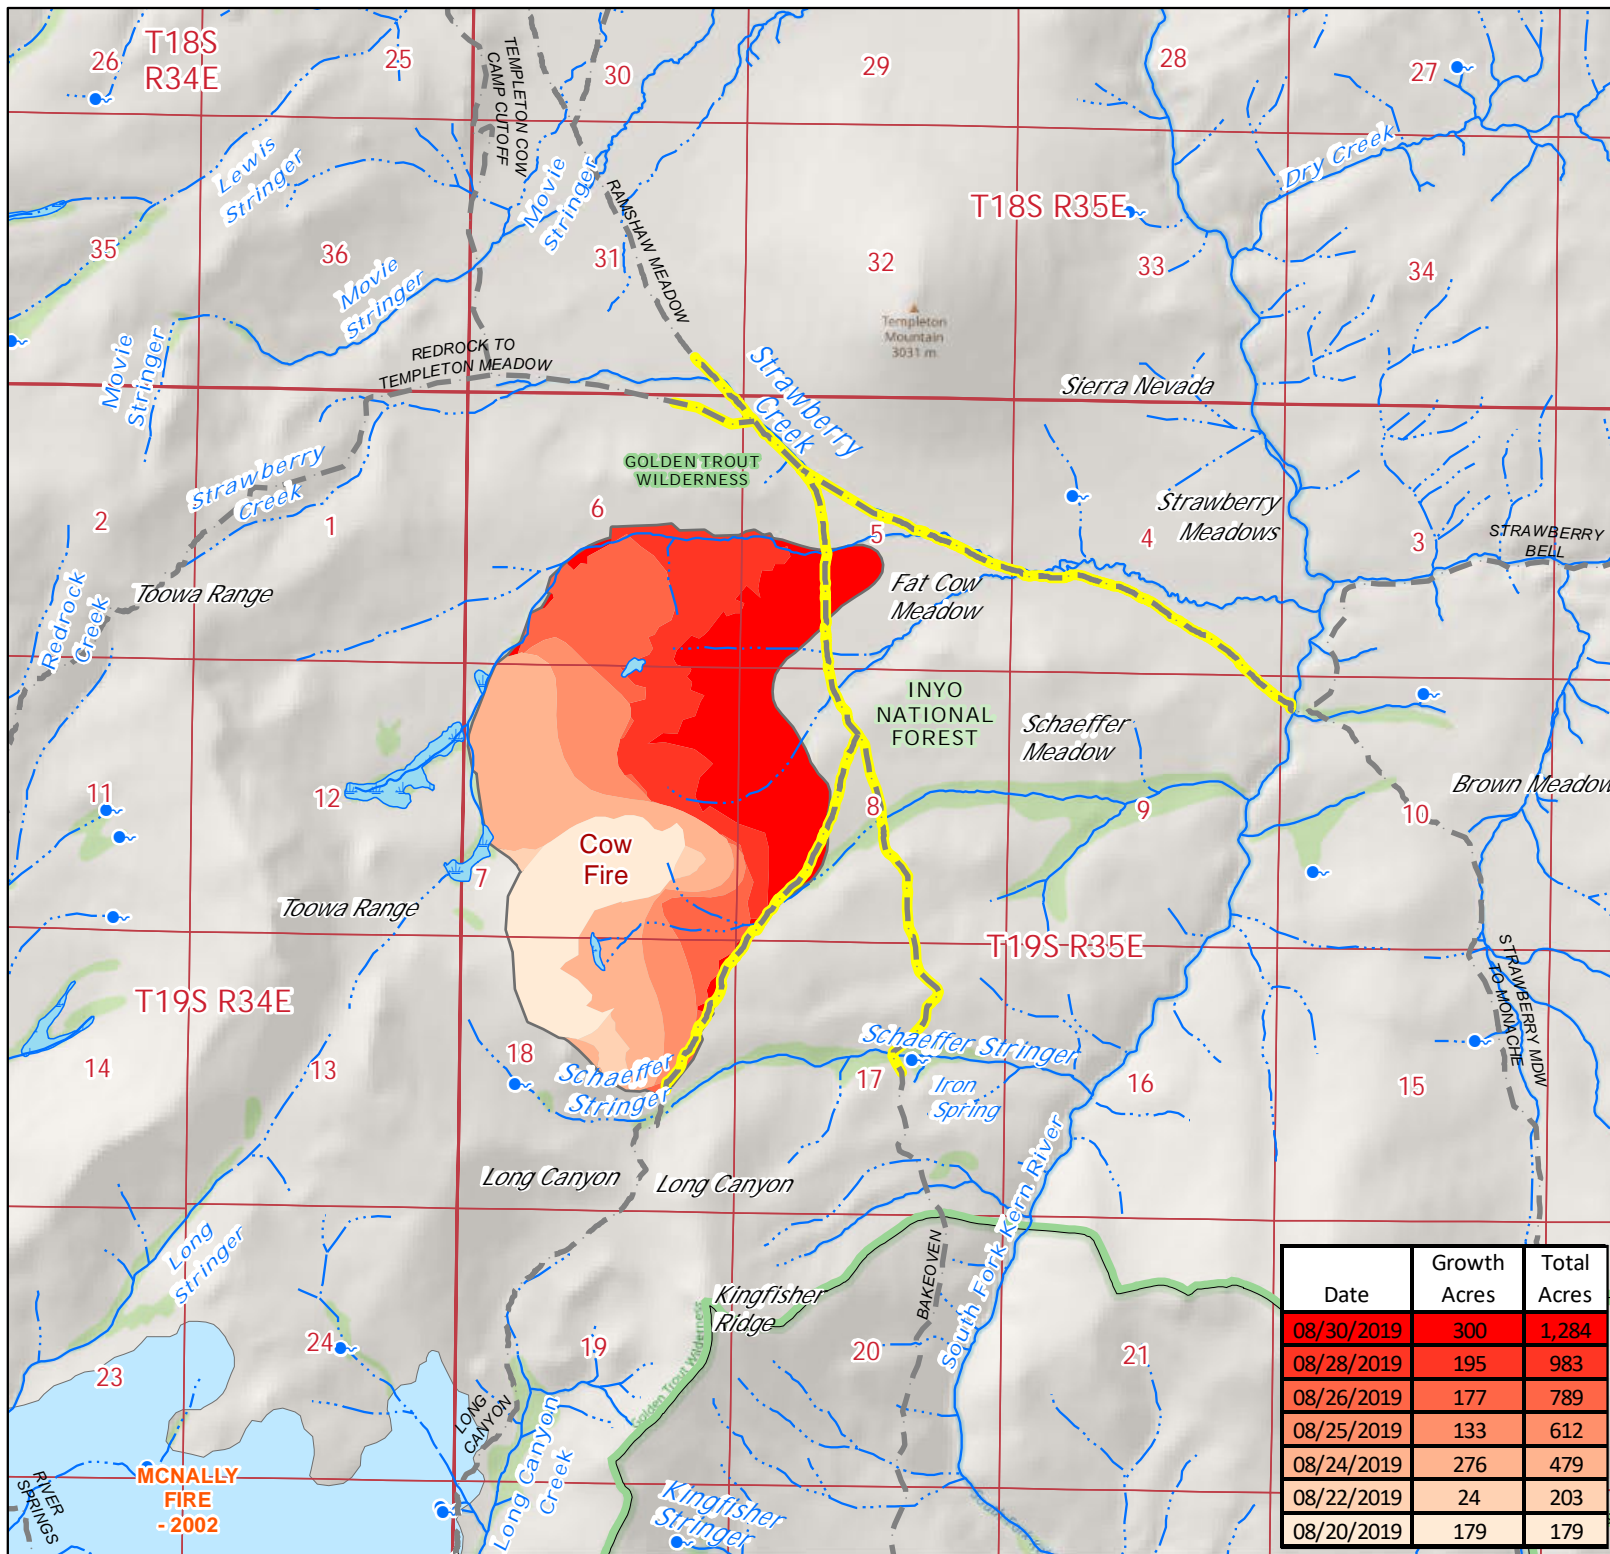 T18S
R34E
26
25
30
29
28
27
TEMPLETON COW
CAMP CUTOFF
Lewis
Stringer
Movie
Stringer
RAMSHAW MEADOW
T18S R35E
Dry Creek
35
36
31
32
33
34
Movie
Stringer
Movie
Stringer
Templeton
Mountain
3031 m
REDROCK TO
TEMPLETON MEADOW
Strawberry
Creek
Sierra Nevada
Strawberry
Creek
GOLDEN TROUT
WILDERNESS
2
1
6
5
4
3
Strawberry
Meadows
STRAWBERRY
BELL
Redrock
Creek
Toowa Range
Fat Cow
Meadow
INYO
NATIONAL
FOREST
Schaeffer
Meadow
11
12
7
8
9
10
Brown Meadow
Cow
Fire
Toowa Range
T19S R35E
T19S R34E
STRAWBERRY MDW
TO MONACHE
14
13
18
17
16
15
Schaeffer
Stringer
Schaeffer Stringer
Iron
Spring
Long Canyon
Long Canyon
South Fork Kern River
Long
Stringer
BAKEOVEN
Kingfisher
Ridge
Golden Trout Wilderness
23
24
19
20
21
LONG
CANYON
Long Canyon
Creek
MCNALLY
FIRE
- 2002
RIVER
SPRINGS
Kingfisher
Stringer
Date Growth Acres Total Acres
08/30/2019 300 1,284
08/28/2019 195 983
08/26/2019 177 789
08/25/2019 133 612
08/24/2019 276 479
08/22/2019 24 203
08/20/2019 179 179